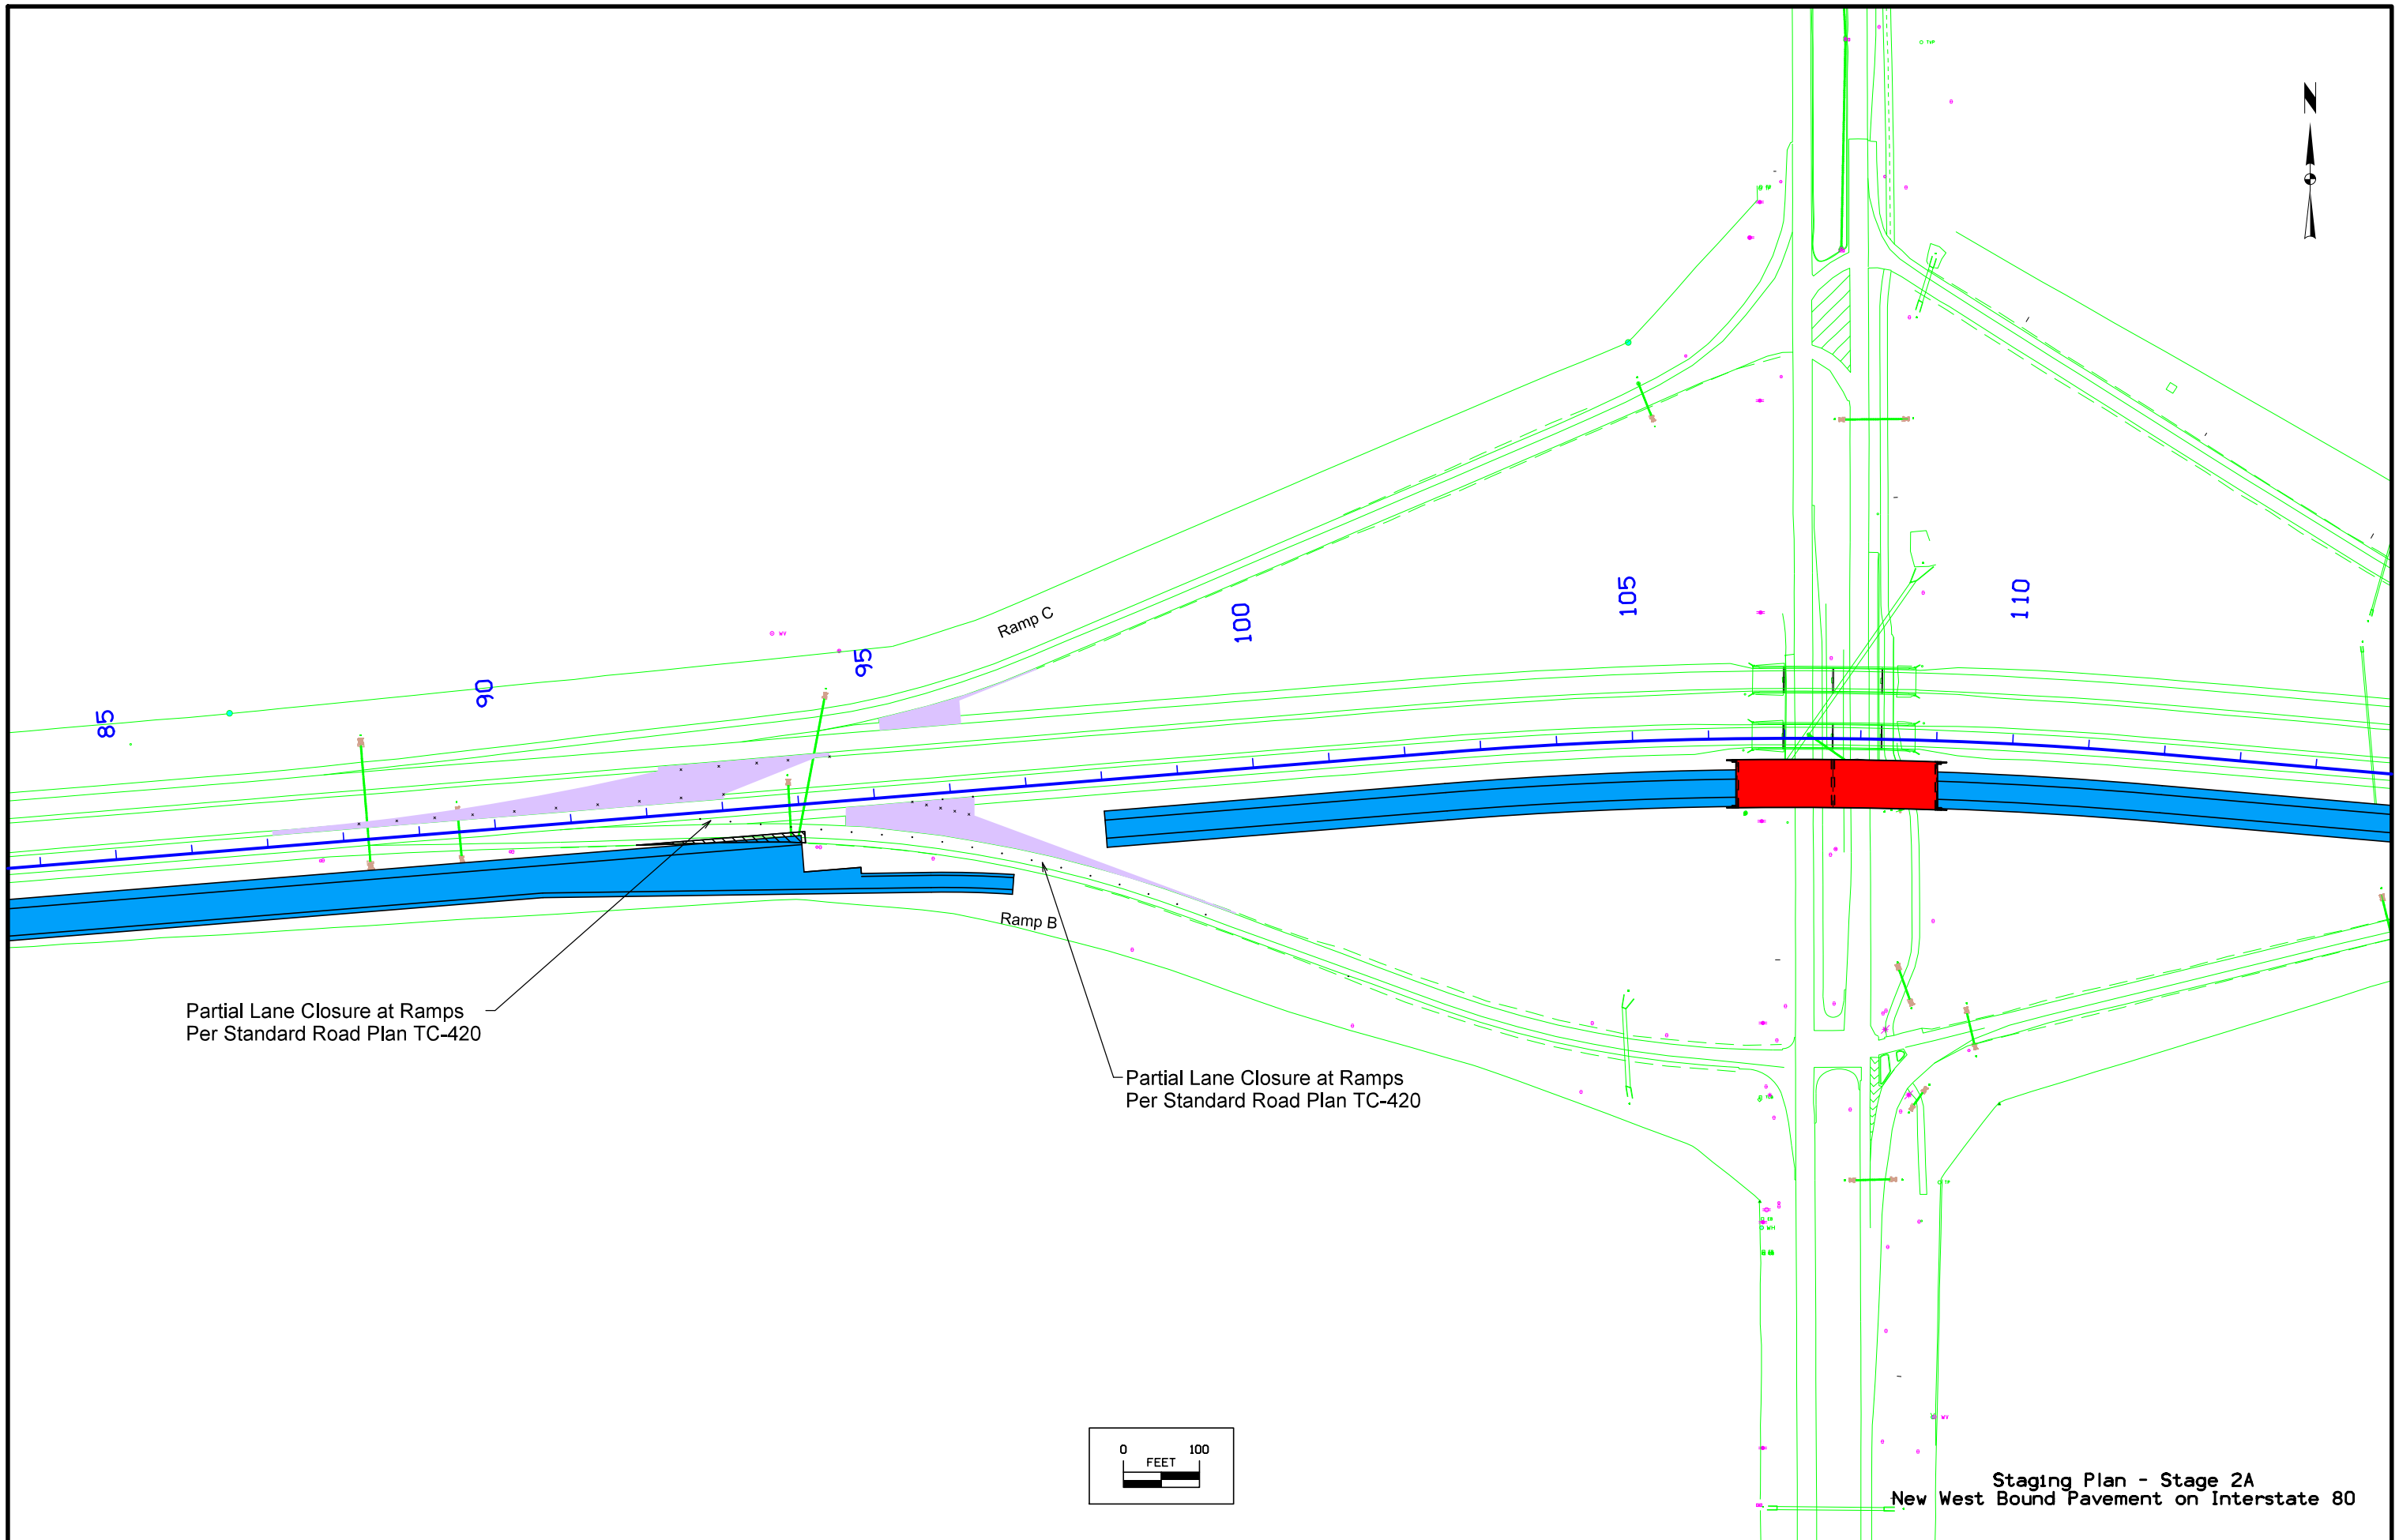 N
110
105
100
Ramp C
95
90
85
Ramp B
Partial Lane Closure at Ramps
Per Standard Road Plan TC-420
Partial Lane Closure at Ramps
Per Standard Road Plan TC-420
0 100
FEET
Staging Plan - Stage 2A
New West Bound Pavement on Interstate 80